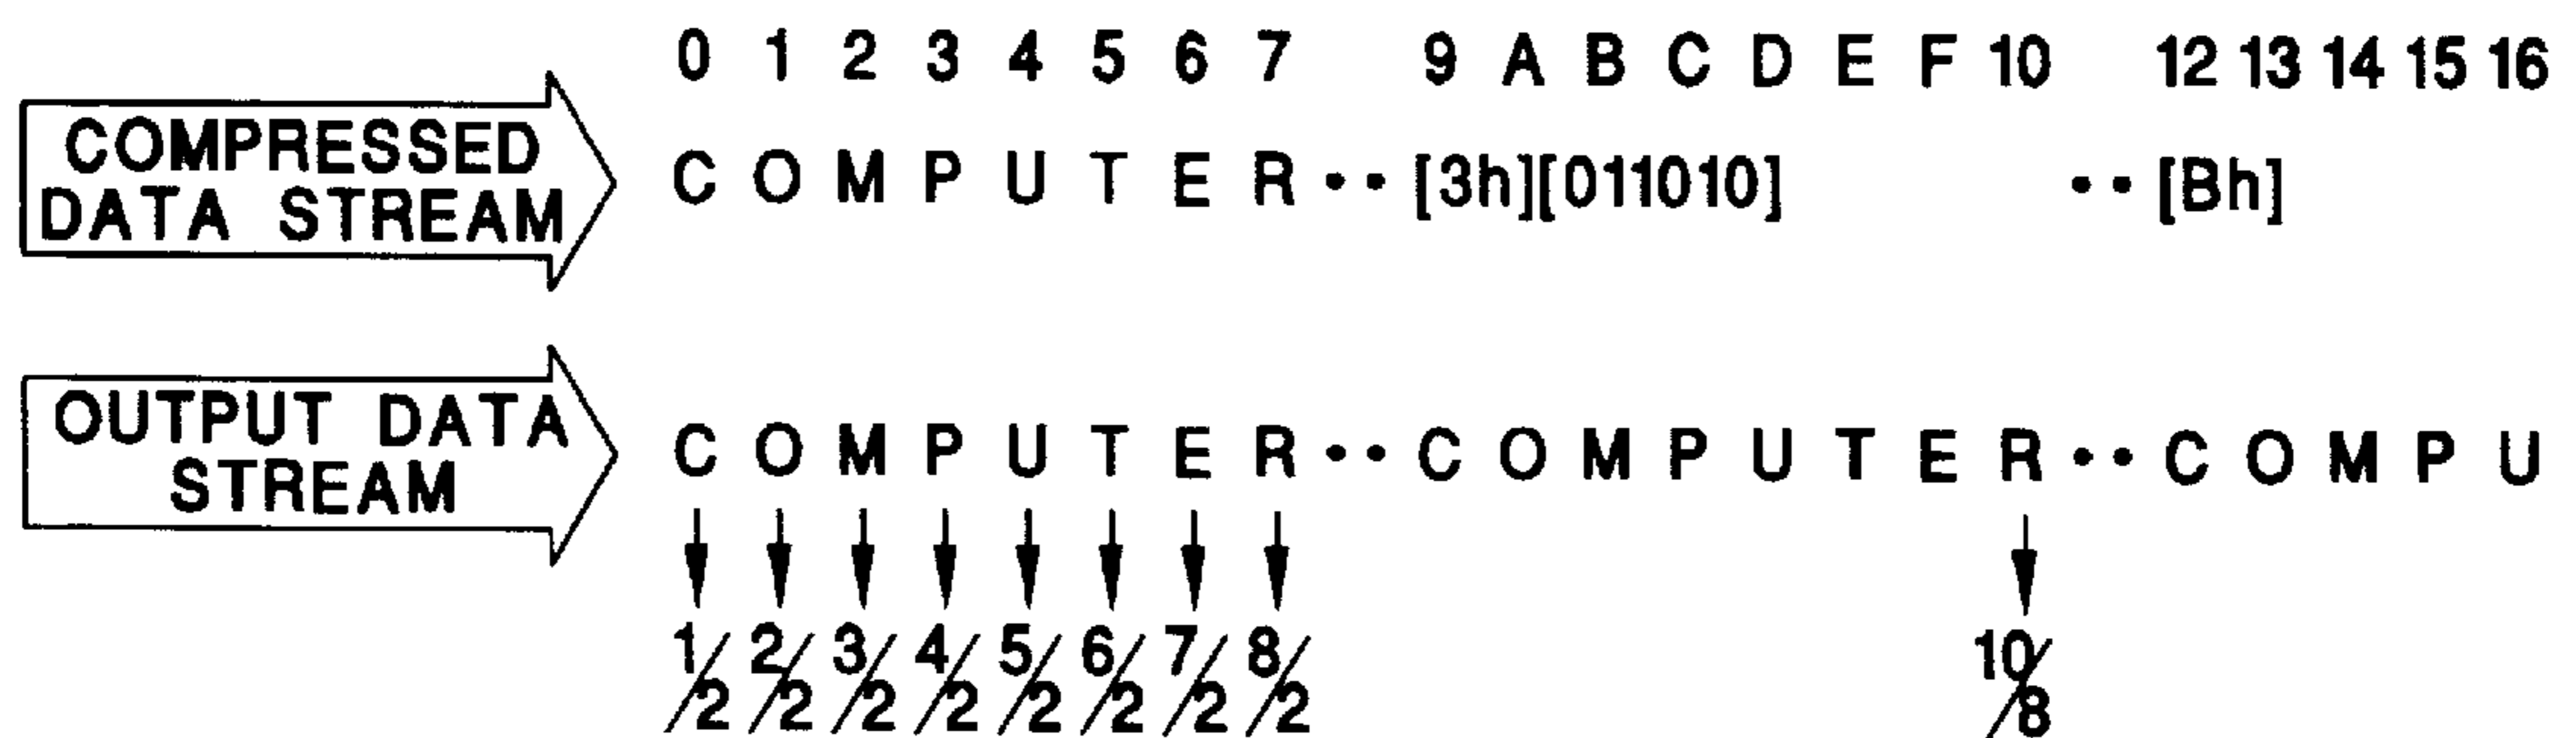 0 1 2 3 4 5 6 7 9 A B C D E F 10 12 13 14 15 16
COMPRESSED
DATA STREAM
C O M P U T E R •• [3h][011010] •• [Bh]
OUTPUT DATA
STREAM
C O M P U T E R •• C O M P U T E R •• C O M P U
1/2 2/2 3/2 4/2 5/2 6/2 7/2 8/2 10/8